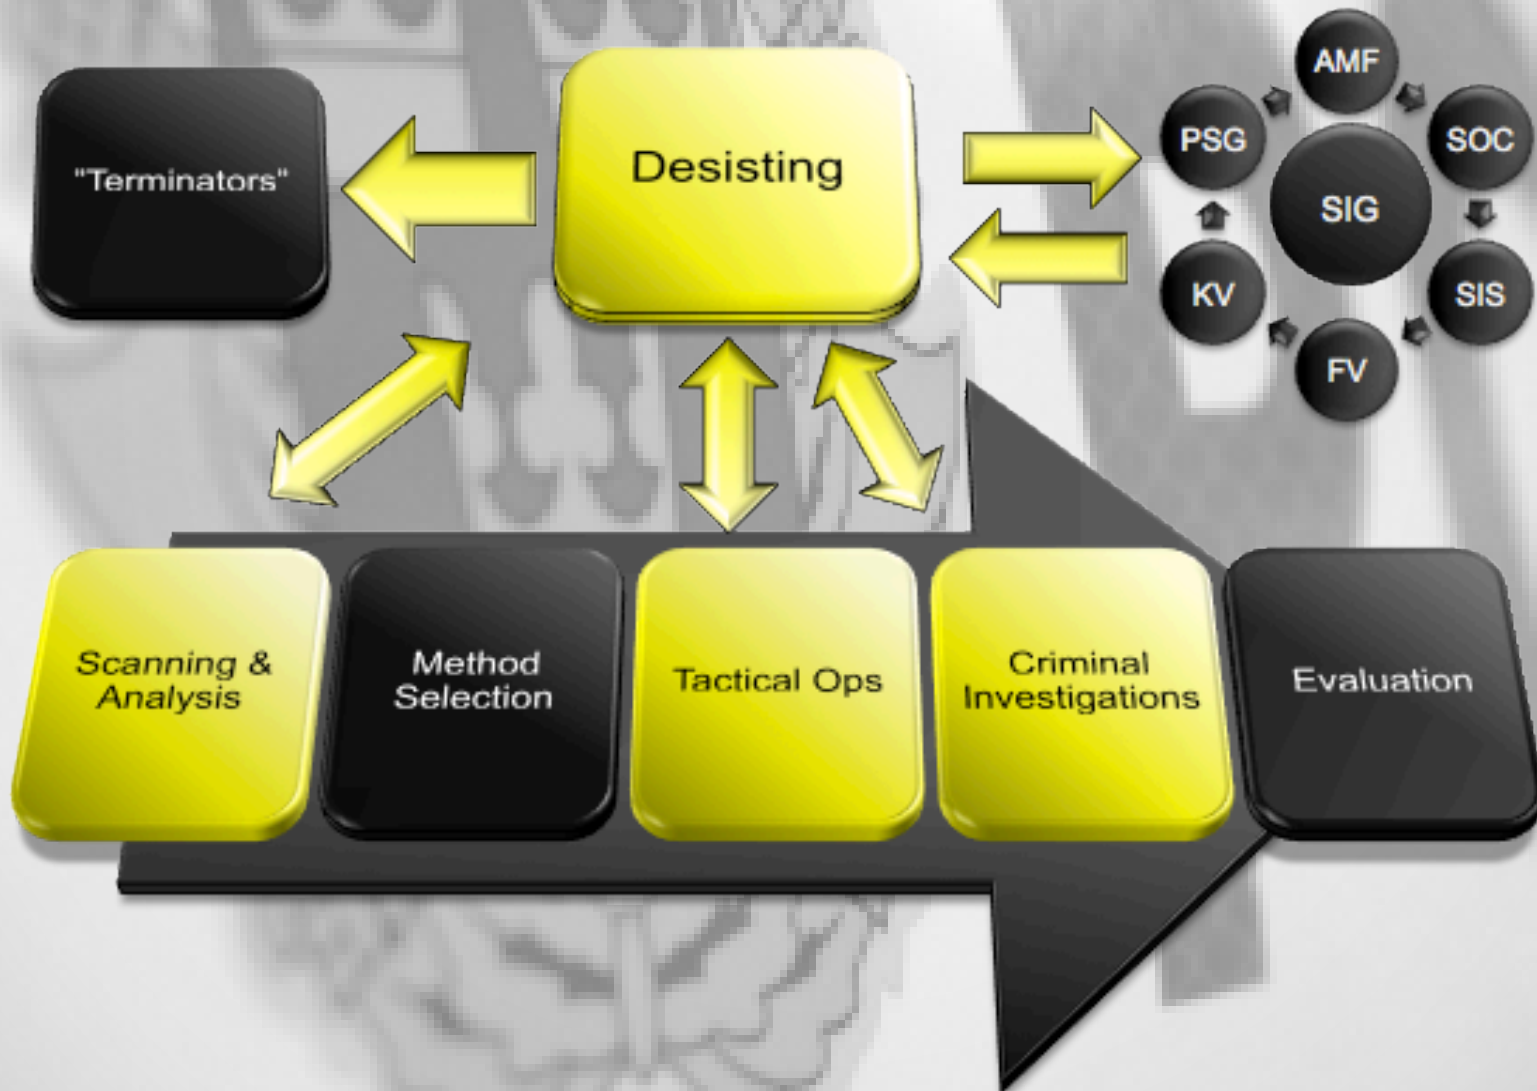 "Terminators"
Desisting
AMF
PSG
SOC
SIG
KV
SIS
FV
Scanning &
Analysis
Method
Selection
Tactical Ops
Criminal
Investigations
Evaluation